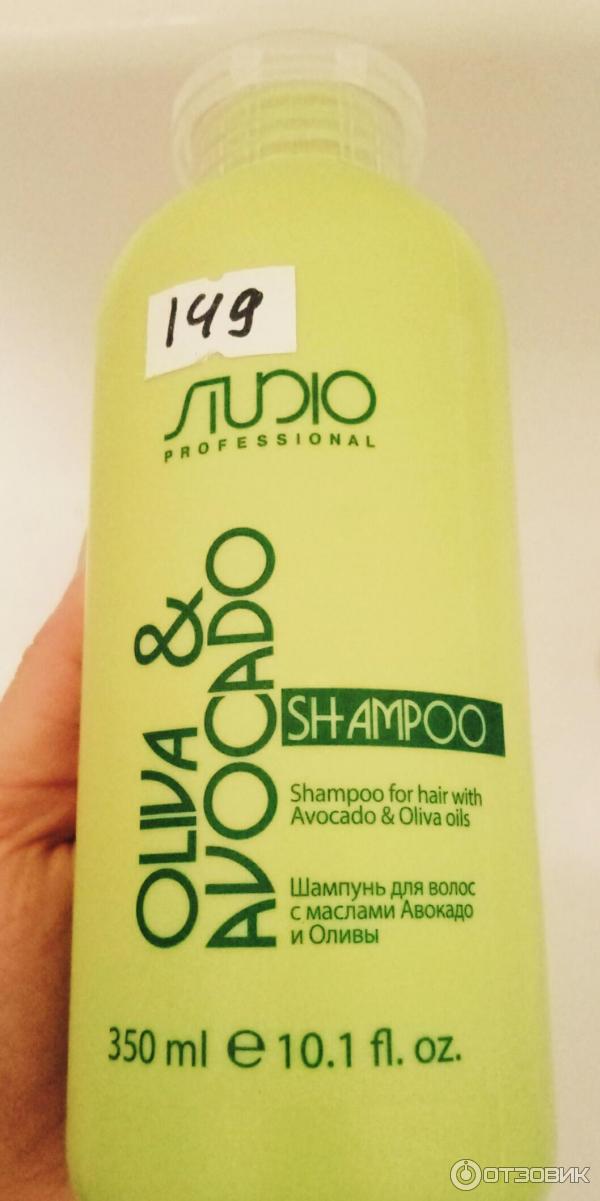 149
STUDIO
PROFESSIONAL
OLIVA &
AVOCADO
SHAMPOO
Shampoo for hair with
Avocado & Oliva oils
Шампунь для волос
с маслами Авокадо
и Оливы
350 ml e 10.1 fl. oz.
ОТЗОВИК